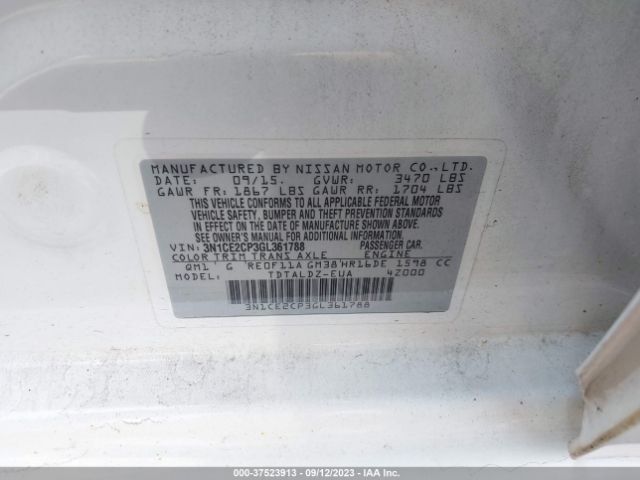 MANUFACTURED BY NISSAN MOTOR CO.,LTD.
DATE: 09/15. GVWR: 3470 LBS
GAWR FR: 1867 LBS GAWR RR: 1704 LBS
THIS VEHICLE CONFORMS TO ALL APPLICABLE FEDERAL MOTOR
VEHICLE SAFETY, BUMPER AND THEFT PREVENTION STANDARDS
IN EFFECT ON THE DATE OF MANUFACTURE SHOWN ABOVE.
SEE OWNER'S MANUAL FOR ADDITIONAL INFORMATION.
VIN: 3N1CE2CP3GL361788 PASSENGER CAR.
COLOR TRIM TRANS AXLE ENGINE
QM1 G RE0F11A GM38 HR16DE 1598 CC
MODEL: TDTALDZ-EUA 42000
3N1CE2CP3GL361788
000-37523913 - 09/12/2023 - IAA Inc.